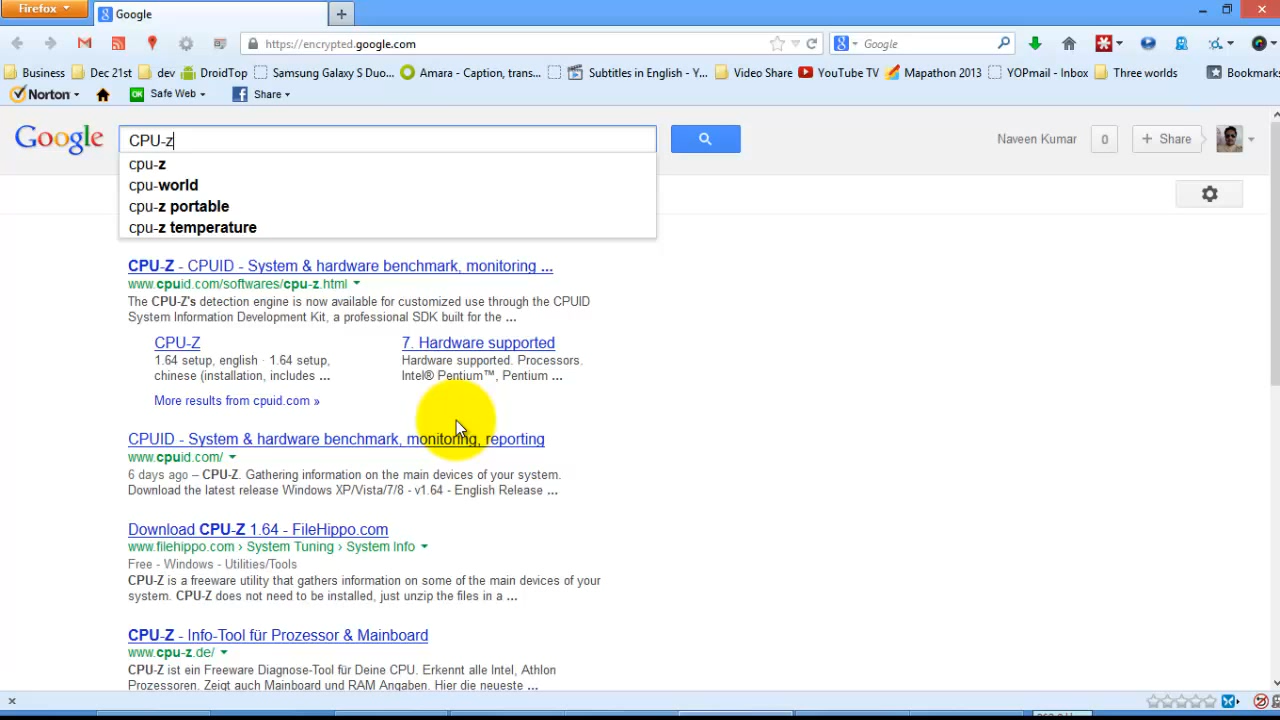 Firefox
Google
https://encrypted.google.com
Google
Business Dec 21st dev DroidTop Samsung Galaxy S Duo... Amara - Caption, trans... Subtitles in English - Y... Video Share YouTube TV Mapathon 2013 YOPmail - Inbox Three worlds Bookmarks
Norton Safe Web Share
Google CPU-z Naveen Kumar 0 + Share
cpu-z
cpu-world
cpu-z portable
cpu-z temperature
CPU-Z - CPUID - System & hardware benchmark, monitoring ...
www.cpuid.com/softwares/cpu-z.html
The CPU-Z's detection engine is now available for customized use through the CPUID
System Information Development Kit, a professional SDK built for the ...
CPU-Z
1.64 setup, english · 1.64 setup,
chinese (installation, includes ...
7. Hardware supported
Hardware supported. Processors.
Intel® Pentium™, Pentium ...
More results from cpuid.com »
CPUID - System & hardware benchmark, monitoring, reporting
www.cpuid.com/
6 days ago – CPU-Z. Gathering information on the main devices of your system.
Download the latest release Windows XP/Vista/7/8 - v1.64 - English Release ...
Download CPU-Z 1.64 - FileHippo.com
www.filehippo.com › System Tuning › System Info
Free - Windows - Utilities/Tools
CPU-Z is a freeware utility that gathers information on some of the main devices of your
system. CPU-Z does not need to be installed, just unzip the files in a ...
CPU-Z - Info-Tool für Prozessor & Mainboard
www.cpu-z.de/
CPU-Z ist ein Freeware Diagnose-Tool für Deine CPU. Erkennt alle Intel, Athlon
Prozessoren. Zeigt auch Mainboard und RAM Angaben. Hier die neueste ...